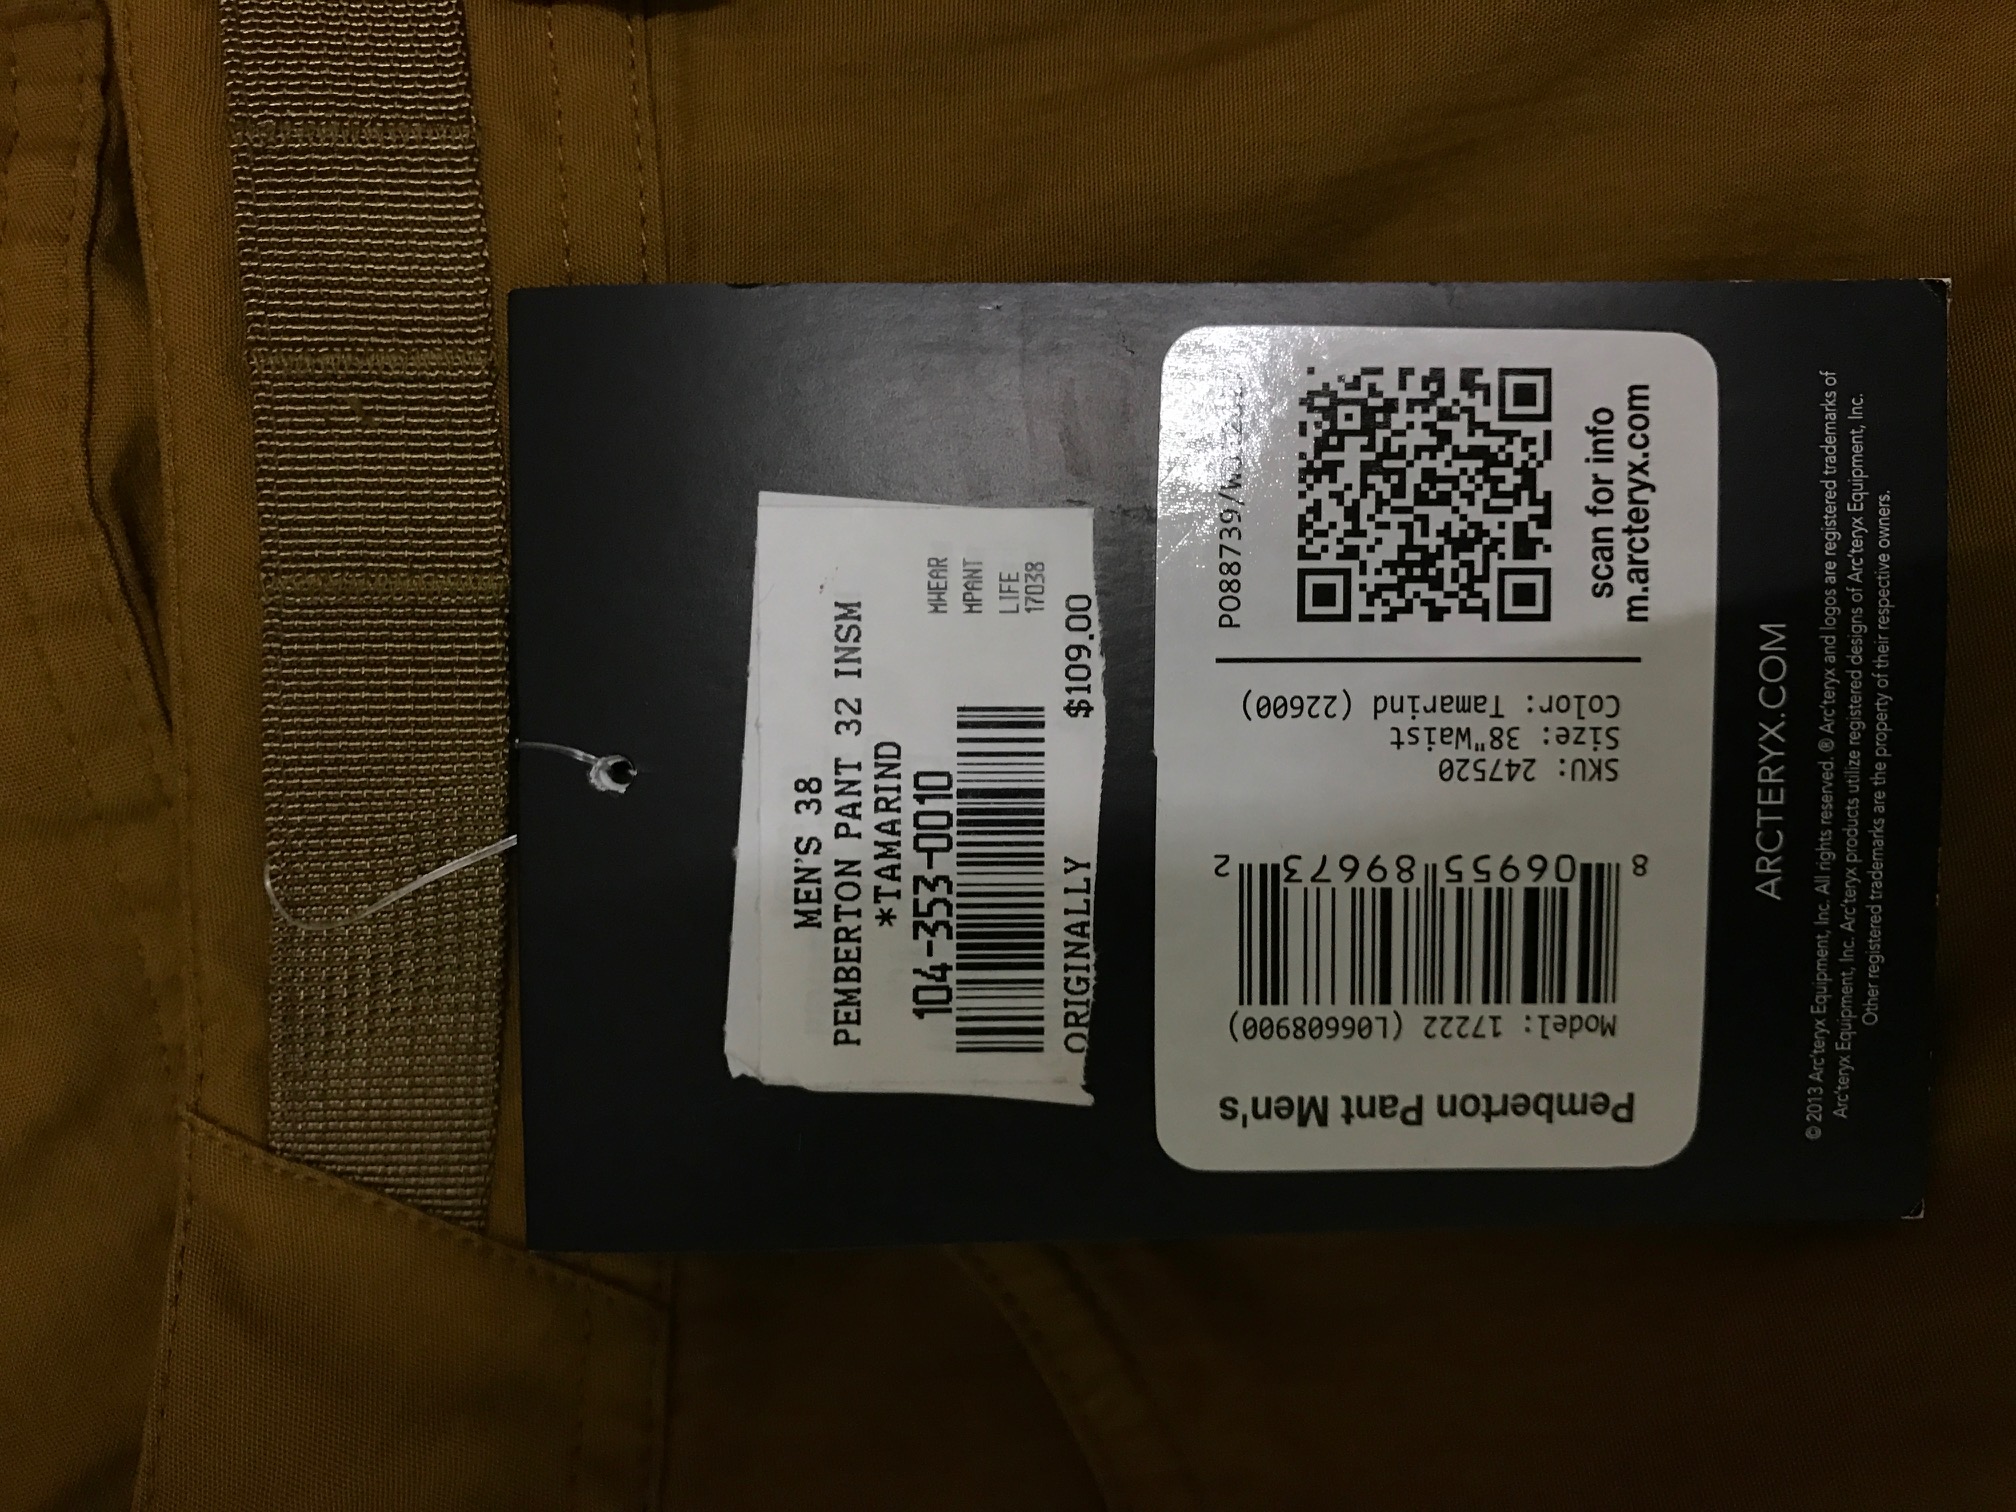 MEN'S 38
PEMBERTON PANT 32 INSM
*TAMARIND
104-353-0010
MWEAR
MPANT
LIFE
17038
ORIGINALLY $109.00
Pemberton Pant Men's
Model: 17222 (L06608900)
8 06955 89673 2
SKU: 247520
Size: 38"Waist
Color: Tamarind (22600)
PO88739/
scan for info
m.arcteryx.com
ARCTERYX.COM
© 2013 Arc'teryx Equipment, Inc. All rights reserved. ® Arc'teryx and logos are registered trademarks of
Arc'teryx Equipment, Inc. Arc'teryx products utilize registered designs of Arc'teryx Equipment, Inc.
Other registered trademarks are the property of their respective owners.